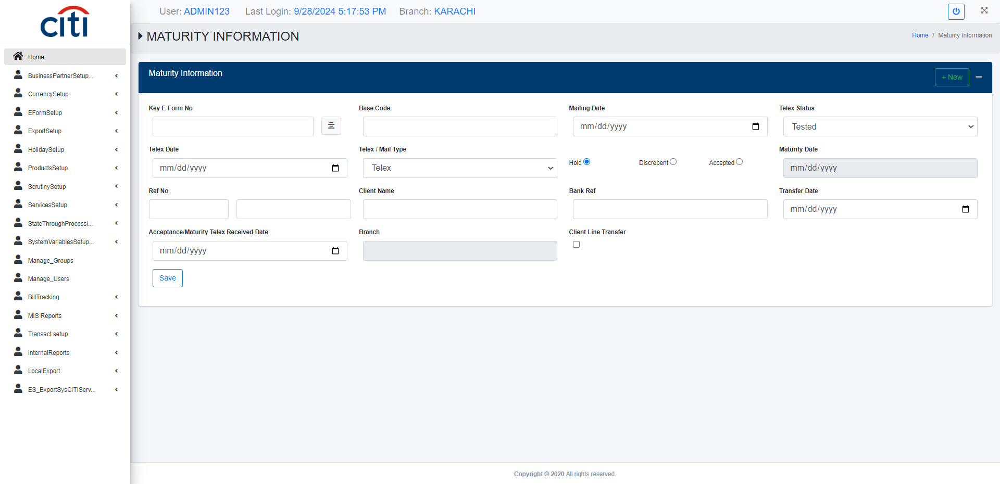 citi
User: ADMIN123 Last Login: 9/28/2024 5:17:53 PM Branch: KARACHI
MATURITY INFORMATION
Home / Maturity Information
Home
BusinessPartnerSetup...
CurrencySetup
EFormSetup
ExportSetup
HolidaySetup
ProductsSetup
ScrutinySetup
ServicesSetup
StateThroughProcessi...
SystemVariablesSetup...
Manage_Groups
Manage_Users
BillTracking
MIS Reports
Transact setup
InternalReports
LocalExport
ES_ExportSysCITIServ...
Maturity Information
+ New
Key E-Form No
Base Code
Mailing Date
mm/dd/yyyy
Telex Status
Tested
Telex Date
mm/dd/yyyy
Telex / Mail Type
Telex
Hold
Discrepent
Accepted
Maturity Date
mm/dd/yyyy
Ref No
Client Name
Bank Ref
Transfer Date
mm/dd/yyyy
Acceptance/Maturity Telex Received Date
mm/dd/yyyy
Branch
Client Line Transfer
Save
Copyright © 2020 All rights reserved.